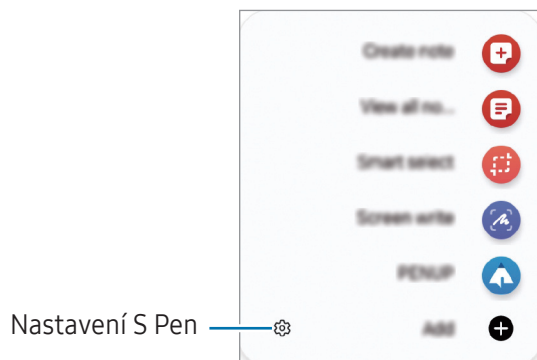 Create note
View all no...
Smart select
Screen write
PENUP
Nastavení S Pen
Add